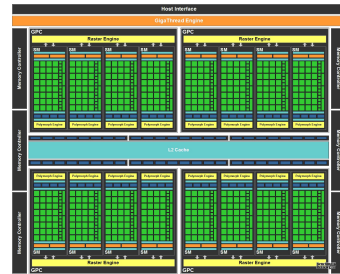 Host Interface
GigaThread Engine
GPC
GPC
Raster Engine
Raster Engine
SM
SM
SM
SM
SM
SM
SM
SM
Memory Controller
Memory Controller
Polymorph Engine
Polymorph Engine
Polymorph Engine
Polymorph Engine
Polymorph Engine
Polymorph Engine
Polymorph Engine
Polymorph Engine
Memory Controller
L2 Cache
Memory Controller
Polymorph Engine
Polymorph Engine
Polymorph Engine
Polymorph Engine
Polymorph Engine
Polymorph Engine
Polymorph Engine
Polymorph Engine
Memory Controller
Memory Controller
SM
SM
SM
SM
SM
SM
SM
SM
Raster Engine
Raster Engine
GPC
GPC